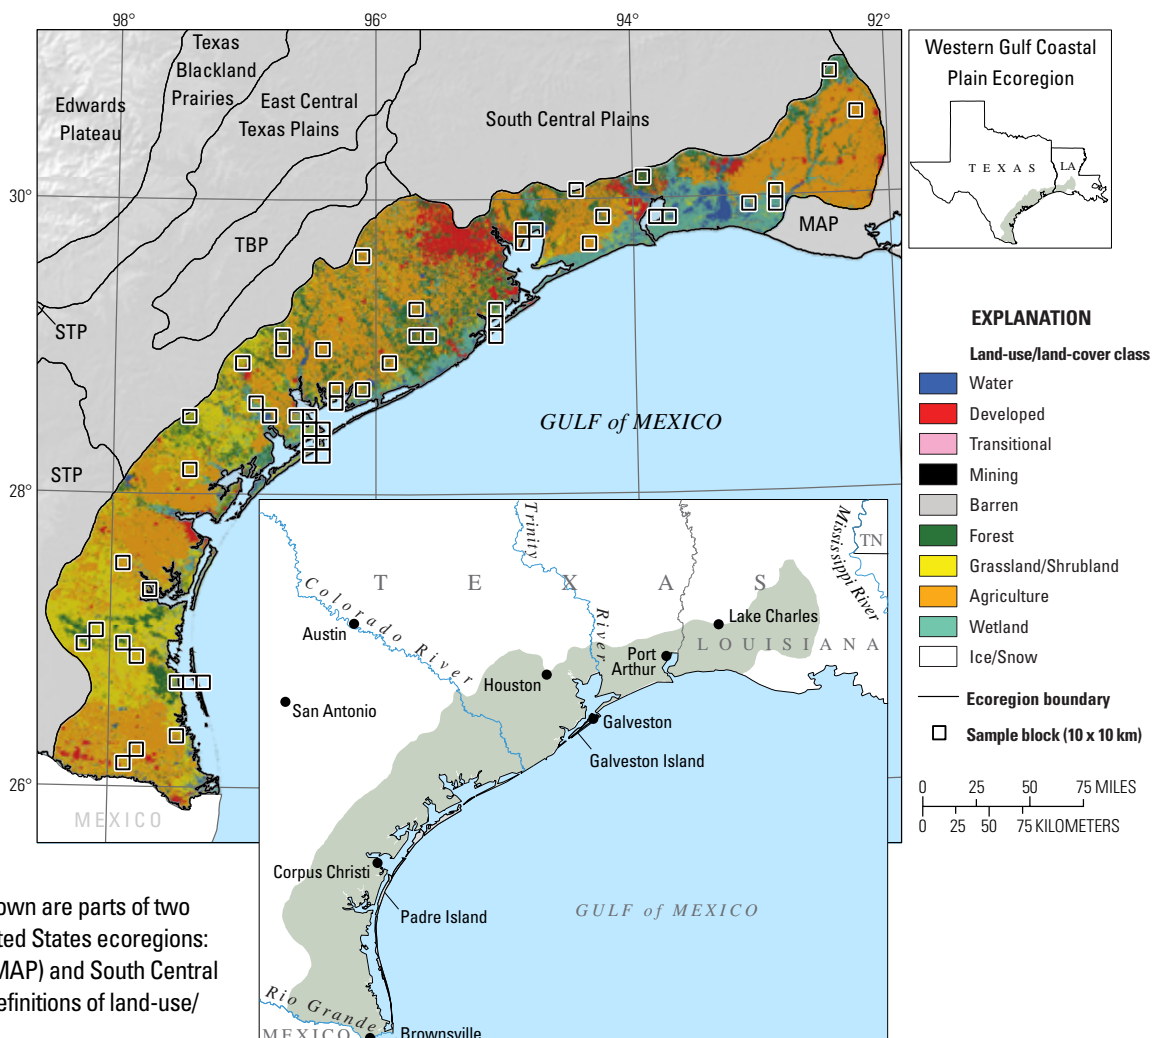 98°
96°
94°
92°
30°
28°
26°
Texas
Blackland
Prairies
Edwards
Plateau
East Central
Texas Plains
South Central Plains
TBP
STP
STP
MAP
GULF of MEXICO
MEXICO
Western Gulf Coastal
Plain Ecoregion
TEXAS
LA
EXPLANATION
Land-use/land-cover class
Water
Developed
Transitional
Mining
Barren
Forest
Grassland/Shrubland
Agriculture
Wetland
Ice/Snow
Ecoregion boundary
Sample block (10 x 10 km)
0 25 50 75 MILES
0 25 50 75 KILOMETERS
TEXAS
Trinity
River
Mississippi River
TN
Colorado River
Austin
Lake Charles
LOUISIANA
Port
Arthur
Houston
San Antonio
Galveston
Galveston Island
Corpus Christi
Padre Island
GULF of MEXICO
Rio Grande
MEXICO
Brownsville
own are parts of two
ted States ecoregions:
MAP) and South Central
efinitions of land-use/